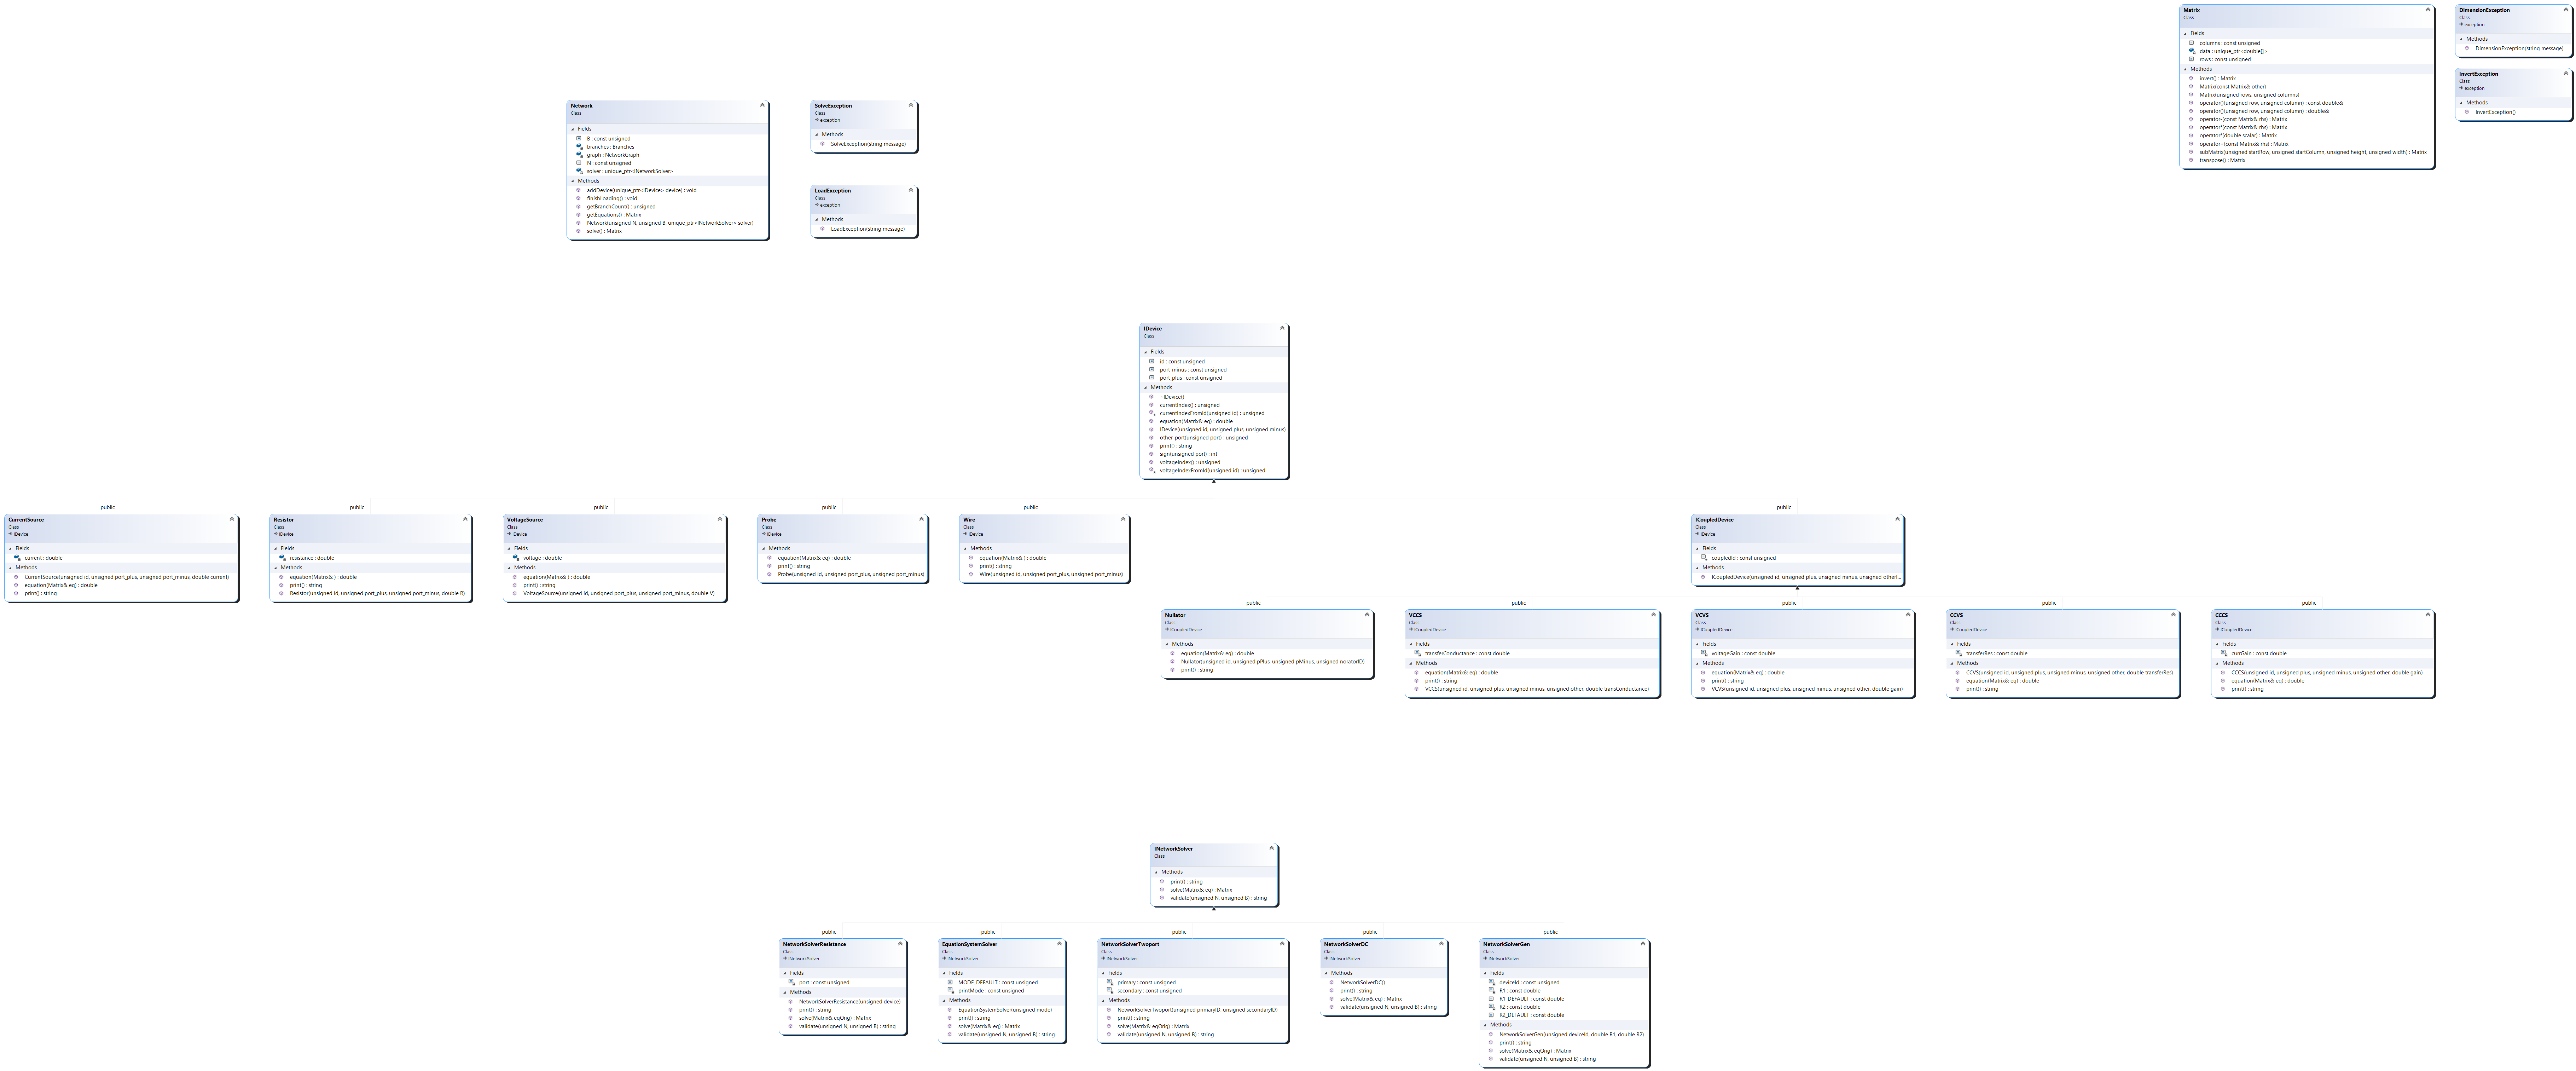 Matrix
Class
Fields
columns : const unsigned
data : unique_ptr<double[]>
rows : const unsigned
Methods
invert() : Matrix
Matrix(const Matrix& other)
Matrix(unsigned rows, unsigned columns)
operator()(unsigned row, unsigned column) : const double&
operator()(unsigned row, unsigned column) : double&
operator-(const Matrix& rhs) : Matrix
operator*(const Matrix& rhs) : Matrix
operator*(double scalar) : Matrix
operator+(const Matrix& rhs) : Matrix
subMatrix(unsigned startRow, unsigned startColumn, unsigned height, unsigned width) : Matrix
transpose() : Matrix
DimensionException
Class
exception
Methods
DimensionException(string message)
InvertException
Class
exception
Methods
InvertException()
Network
Class
Fields
B : const unsigned
branches : Branches
graph : NetworkGraph
N : const unsigned
solver : unique_ptr<INetworkSolver>
Methods
addDevice(unique_ptr<IDevice> device) : void
finishLoading() : void
getBranchCount() : unsigned
getEquations() : Matrix
Network(unsigned N, unsigned B, unique_ptr<INetworkSolver> solver)
solve() : Matrix
SolveException
Class
exception
Methods
SolveException(string message)
LoadException
Class
exception
Methods
LoadException(string message)
IDevice
Class
Fields
id : const unsigned
port_minus : const unsigned
port_plus : const unsigned
Methods
~IDevice()
currentIndex() : unsigned
currentIndexFromId(unsigned id) : unsigned
equation(Matrix& eq) : double
IDevice(unsigned id, unsigned plus, unsigned minus)
other_port(unsigned port) : unsigned
print() : string
sign(unsigned port) : int
voltageIndex() : unsigned
voltageIndexFromId(unsigned id) : unsigned
public
CurrentSource
Class
IDevice
Fields
current : double
Methods
CurrentSource(unsigned id, unsigned port_plus, unsigned port_minus, double current)
equation(Matrix& eq) : double
print() : string
public
Resistor
Class
IDevice
Fields
resistance : double
Methods
equation(Matrix& ) : double
print() : string
Resistor(unsigned id, unsigned port_plus, unsigned port_minus, double R)
public
VoltageSource
Class
IDevice
Fields
voltage : double
Methods
equation(Matrix& ) : double
print() : string
VoltageSource(unsigned id, unsigned port_plus, unsigned port_minus, double V)
public
Probe
Class
IDevice
Methods
equation(Matrix& eq) : double
print() : string
Probe(unsigned id, unsigned port_plus, unsigned port_minus)
public
Wire
Class
IDevice
Methods
equation(Matrix& ) : double
print() : string
Wire(unsigned id, unsigned port_plus, unsigned port_minus)
public
ICoupledDevice
Class
IDevice
Fields
coupledId : const unsigned
Methods
ICoupledDevice(unsigned id, unsigned plus, unsigned minus, unsigned otherI...
public
Nullator
Class
ICoupledDevice
Methods
equation(Matrix& eq) : double
Nullator(unsigned id, unsigned pPlus, unsigned pMinus, unsigned noratorID)
print() : string
public
VCCS
Class
ICoupledDevice
Fields
transferConductance : const double
Methods
equation(Matrix& eq) : double
print() : string
VCCS(unsigned id, unsigned plus, unsigned minus, unsigned other, double transConductance)
public
VCVS
Class
ICoupledDevice
Fields
voltageGain : const double
Methods
equation(Matrix& eq) : double
print() : string
VCVS(unsigned id, unsigned plus, unsigned minus, unsigned other, double gain)
public
CCVS
Class
ICoupledDevice
Fields
transferRes : const double
Methods
CCVS(unsigned id, unsigned plus, unsigned minus, unsigned other, double transferRes)
equation(Matrix& eq) : double
print() : string
public
CCCS
Class
ICoupledDevice
Fields
currGain : const double
Methods
CCCS(unsigned id, unsigned plus, unsigned minus, unsigned other, double gain)
equation(Matrix& eq) : double
print() : string
INetworkSolver
Class
Methods
print() : string
solve(Matrix& eq) : Matrix
validate(unsigned N, unsigned B) : string
public
NetworkSolverResistance
Class
INetworkSolver
Fields
port : const unsigned
Methods
NetworkSolverResistance(unsigned device)
print() : string
solve(Matrix& eqOrig) : Matrix
validate(unsigned N, unsigned B) : string
public
EquationSystemSolver
Class
INetworkSolver
Fields
MODE_DEFAULT : const unsigned
printMode : const unsigned
Methods
EquationSystemSolver(unsigned mode)
print() : string
solve(Matrix& eq) : Matrix
validate(unsigned N, unsigned B) : string
public
NetworkSolverTwoport
Class
INetworkSolver
Fields
primary : const unsigned
secondary : const unsigned
Methods
NetworkSolverTwoport(unsigned primaryID, unsigned secondaryID)
print() : string
solve(Matrix& eqOrig) : Matrix
validate(unsigned N, unsigned B) : string
public
NetworkSolverDC
Class
INetworkSolver
Methods
NetworkSolverDC()
print() : string
solve(Matrix& eq) : Matrix
validate(unsigned N, unsigned B) : string
public
NetworkSolverGen
Class
INetworkSolver
Fields
deviceId : const unsigned
R1 : const double
R1_DEFAULT : const double
R2 : const double
R2_DEFAULT : const double
Methods
NetworkSolverGen(unsigned deviceId, double R1, double R2)
print() : string
solve(Matrix& eqOrig) : Matrix
validate(unsigned N, unsigned B) : string